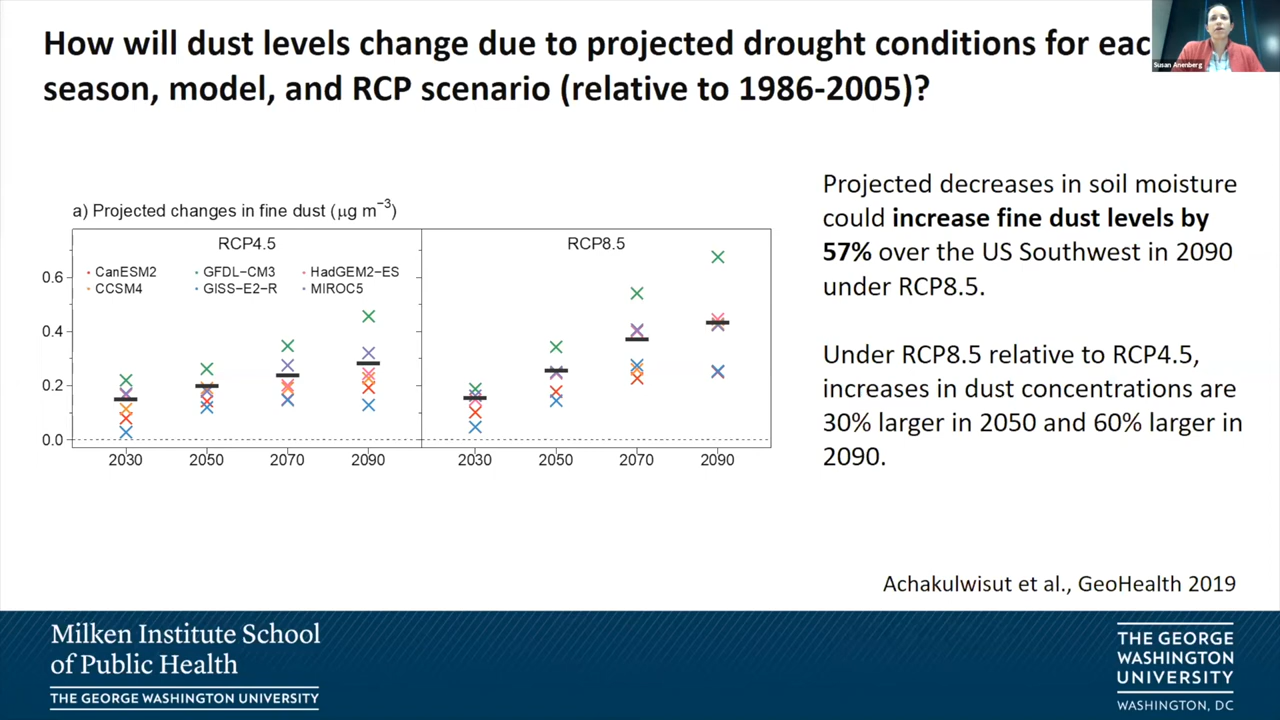 How will dust levels change due to projected drought conditions for eac
season, model, and RCP scenario (relative to 1986-2005)?
Susan Anenberg
a) Projected changes in fine dust (μg m⁻³)
RCP4.5
RCP8.5
CanESM2
GFDL−CM3
HadGEM2−ES
CCSM4
GISS−E2−R
MIROC5
0.6
0.4
0.2
0.0
2030 2050 2070 2090 2030 2050 2070 2090
Projected decreases in soil moisture
could increase fine dust levels by
57% over the US Southwest in 2090
under RCP8.5.
Under RCP8.5 relative to RCP4.5,
increases in dust concentrations are
30% larger in 2050 and 60% larger in
2090.
Achakulwisut et al., GeoHealth 2019
Milken Institute School
of Public Health
THE GEORGE WASHINGTON UNIVERSITY
THE GEORGE
WASHINGTON
UNIVERSITY
WASHINGTON, DC